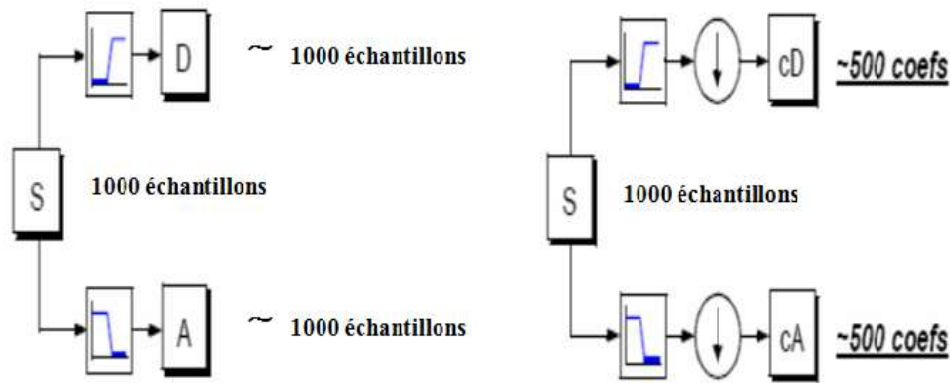 D ~ 1000 échantillons
S 1000 échantillons
A ~ 1000 échantillons
cD ~500 coefs
S 1000 échantillons
cA ~500 coefs